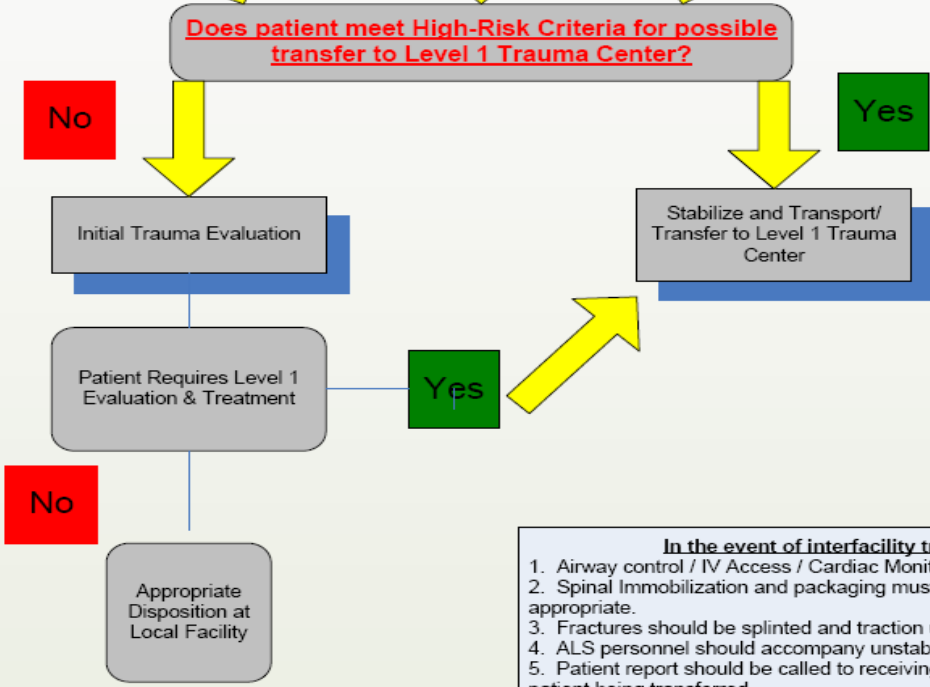 Does patient meet High-Risk Criteria for possible
transfer to Level 1 Trauma Center?
No
Yes
Initial Trauma Evaluation
Stabilize and Transport/
Transfer to Level 1 Trauma
Center
Patient Requires Level 1
Evaluation & Treatment
Yes
No
Appropriate
Disposition at
Local Facility
In the event of interfacility
1. Airway control / IV Access / Cardiac
2. Spinal Immobilization and packaging
appropriate.
3. Fractures should be splinted and traction
4. ALS personnel should accompany
5. Patient report should be called to
patient being transferred